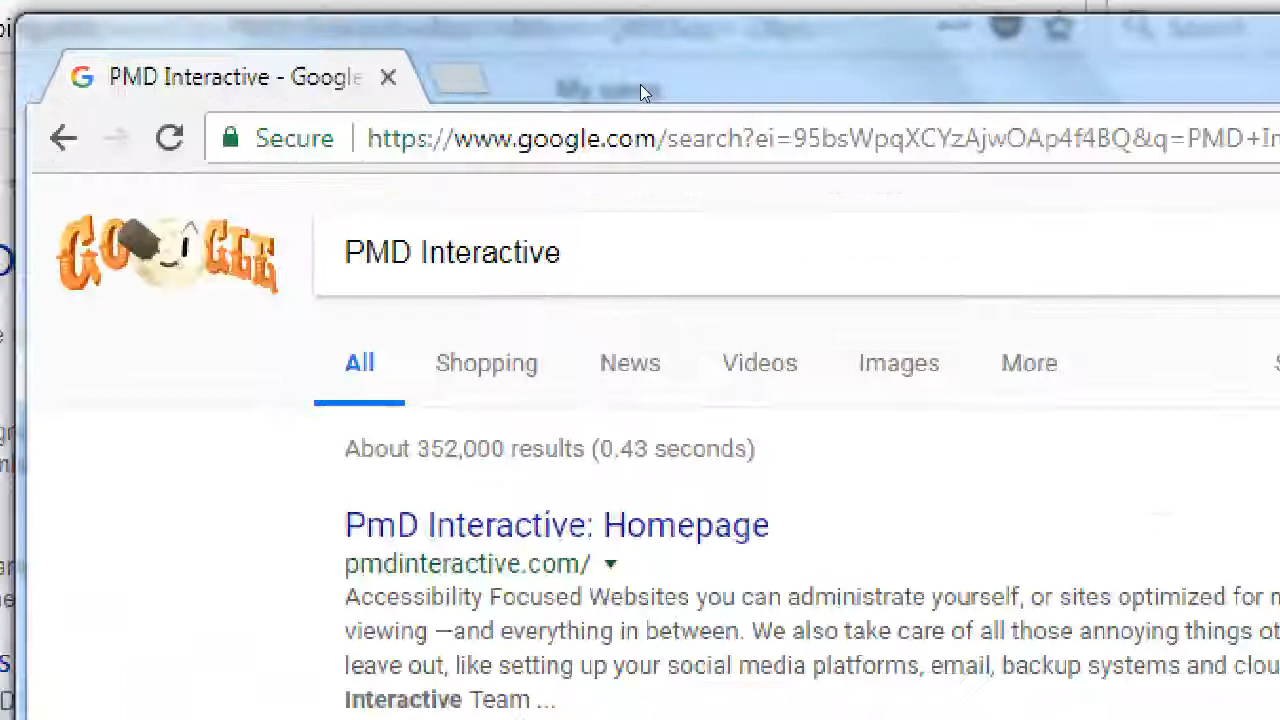 My
Search
PMD Interactive - Google
Secure
https://www.google.com/search?ei=95bsWpqXCYzAjwOAp4f4BQ&q=PMD+In
GOOGLE
PMD Interactive
All Shopping News Videos Images More
About 352,000 results (0.43 seconds)
PmD Interactive: Homepage
pmdinteractive.com/
Accessibility Focused Websites you can administrate yourself, or sites optimized for m
viewing —and everything in between. We also take care of all those annoying things ot
leave out, like setting up your social media platforms, email, backup systems and clou
Interactive Team ...